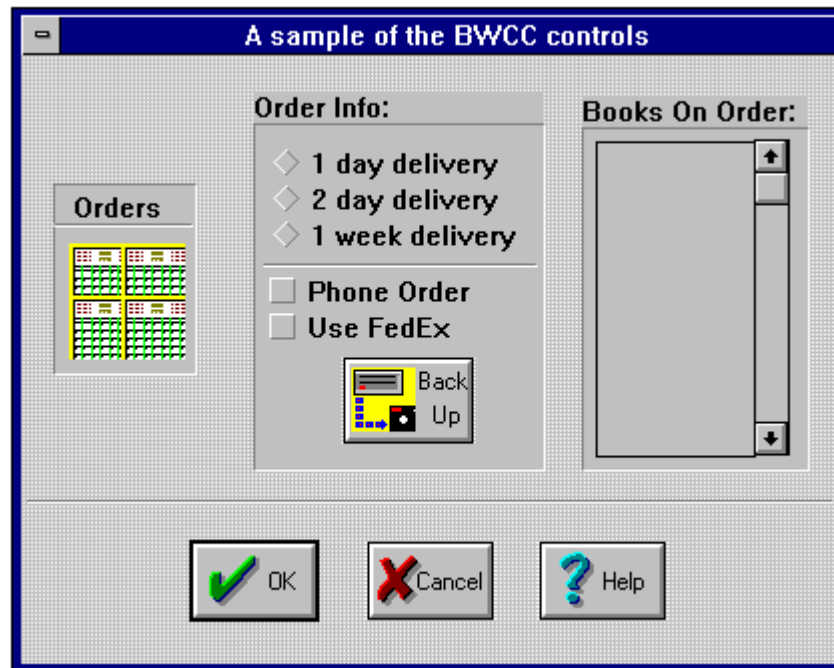 A sample of the BWCC controls
Orders
Order Info:
1 day delivery
2 day delivery
1 week delivery
Phone Order
Use FedEx
Back
Up
Books On Order:
OK
Cancel
Help